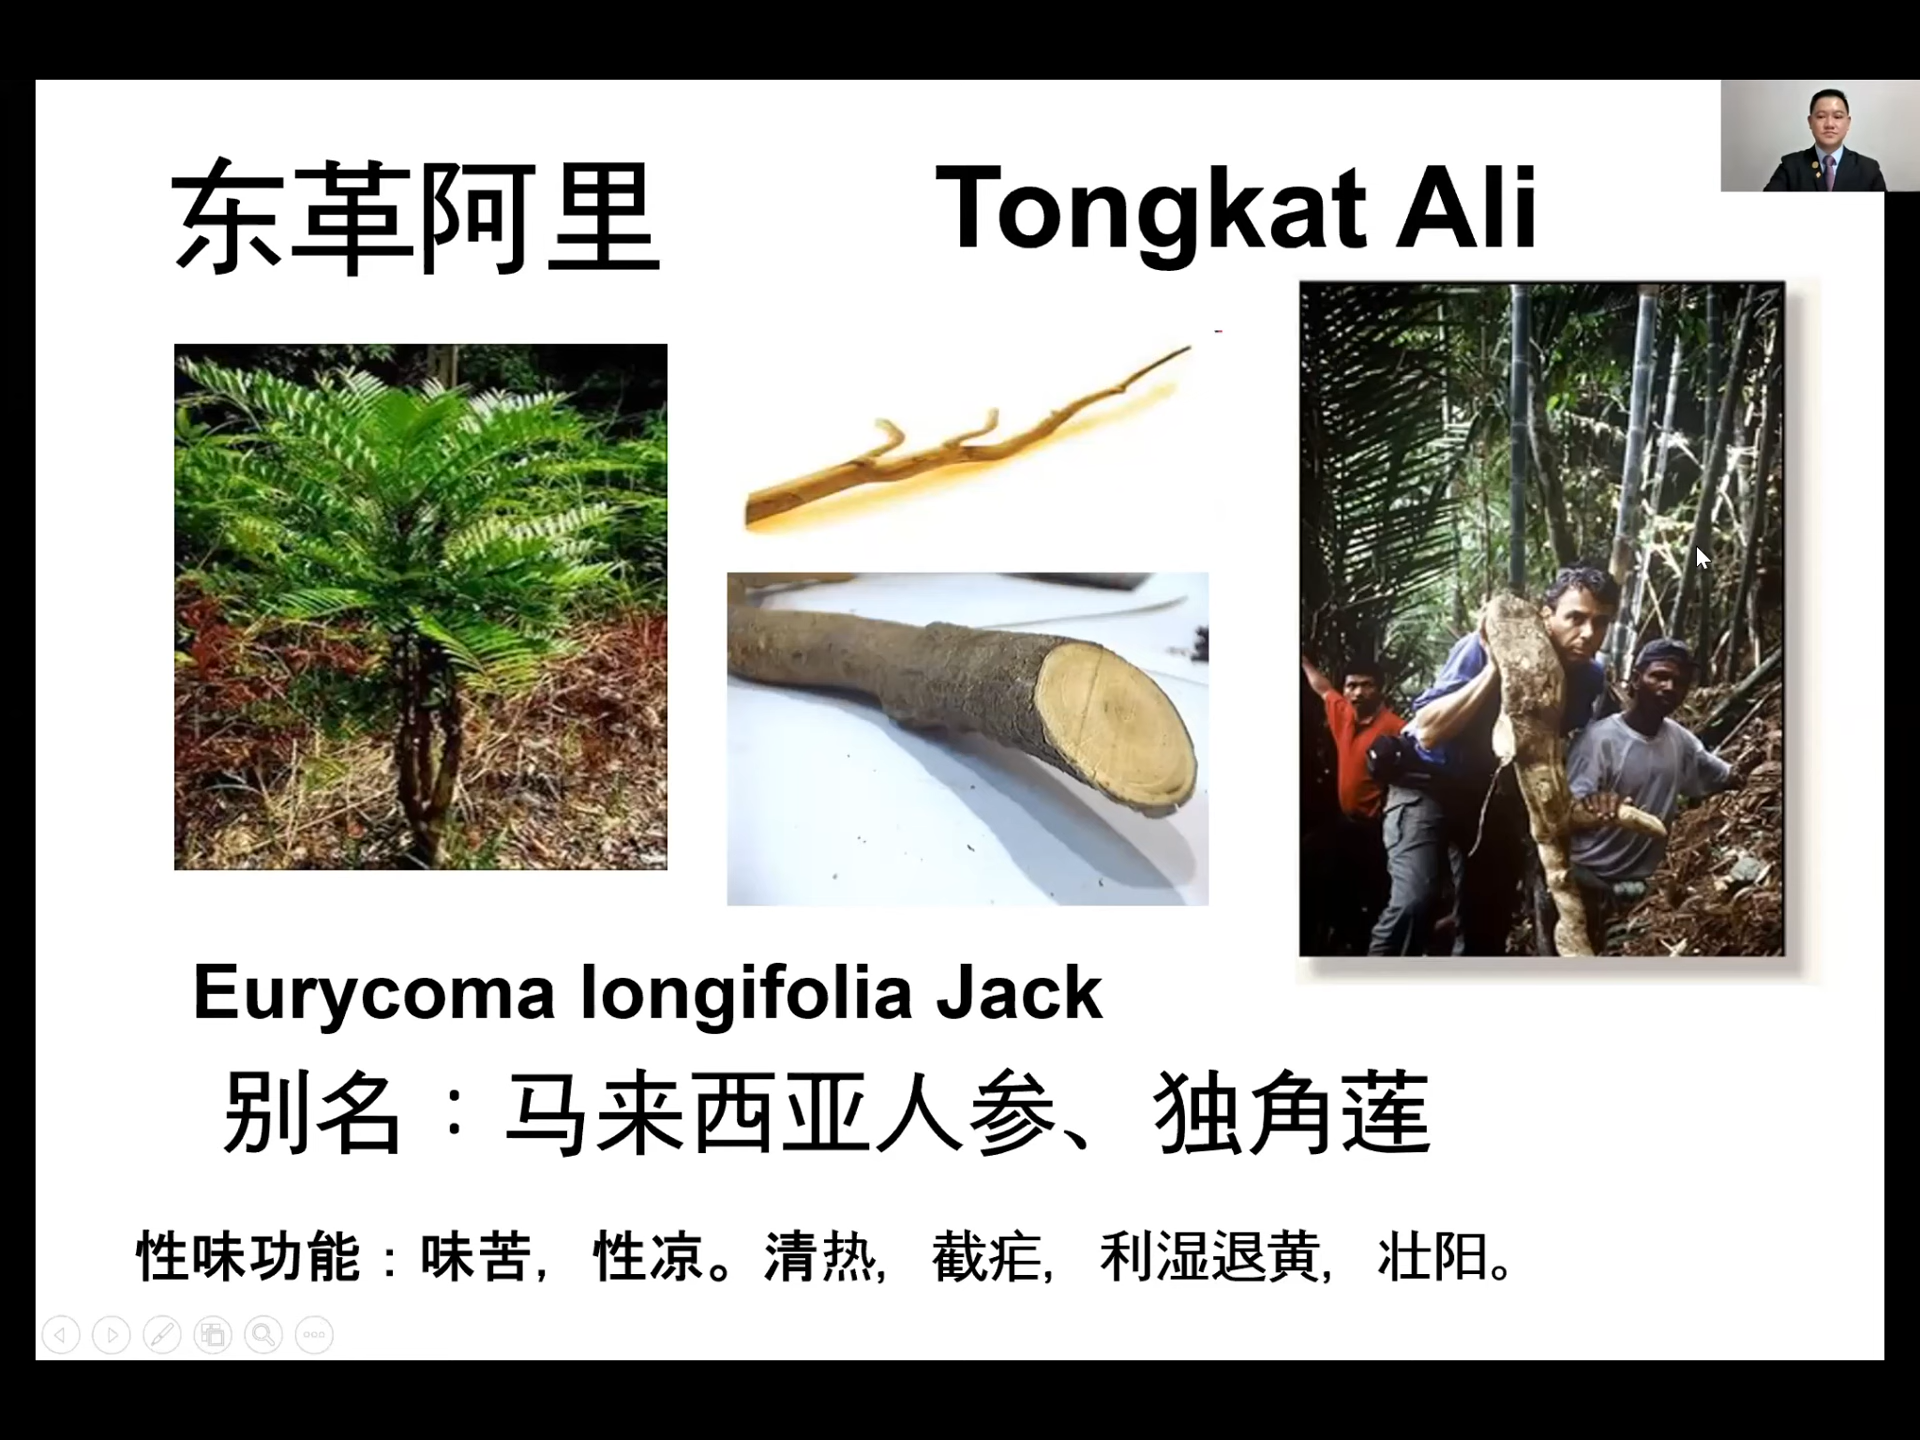 东革阿里
Tongkat Ali
Eurycoma longifolia Jack
别名：马来西亚人参、独角莲
性味功能：味苦，性凉。清热，截疟，利湿退黄，壮阳。